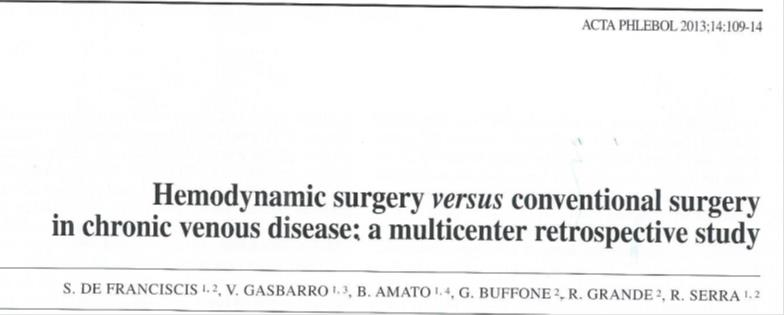 ACTA PHLEBOL 2013;14:109-14
Hemodynamic surgery versus conventional surgery
in chronic venous disease: a multicenter retrospective study
S. DE FRANCISCIS 1, 2, V. GASBARRO 1, 3, B. AMATO 1, 4, G. BUFFONE 2, R. GRANDE 2, R. SERRA 1, 2